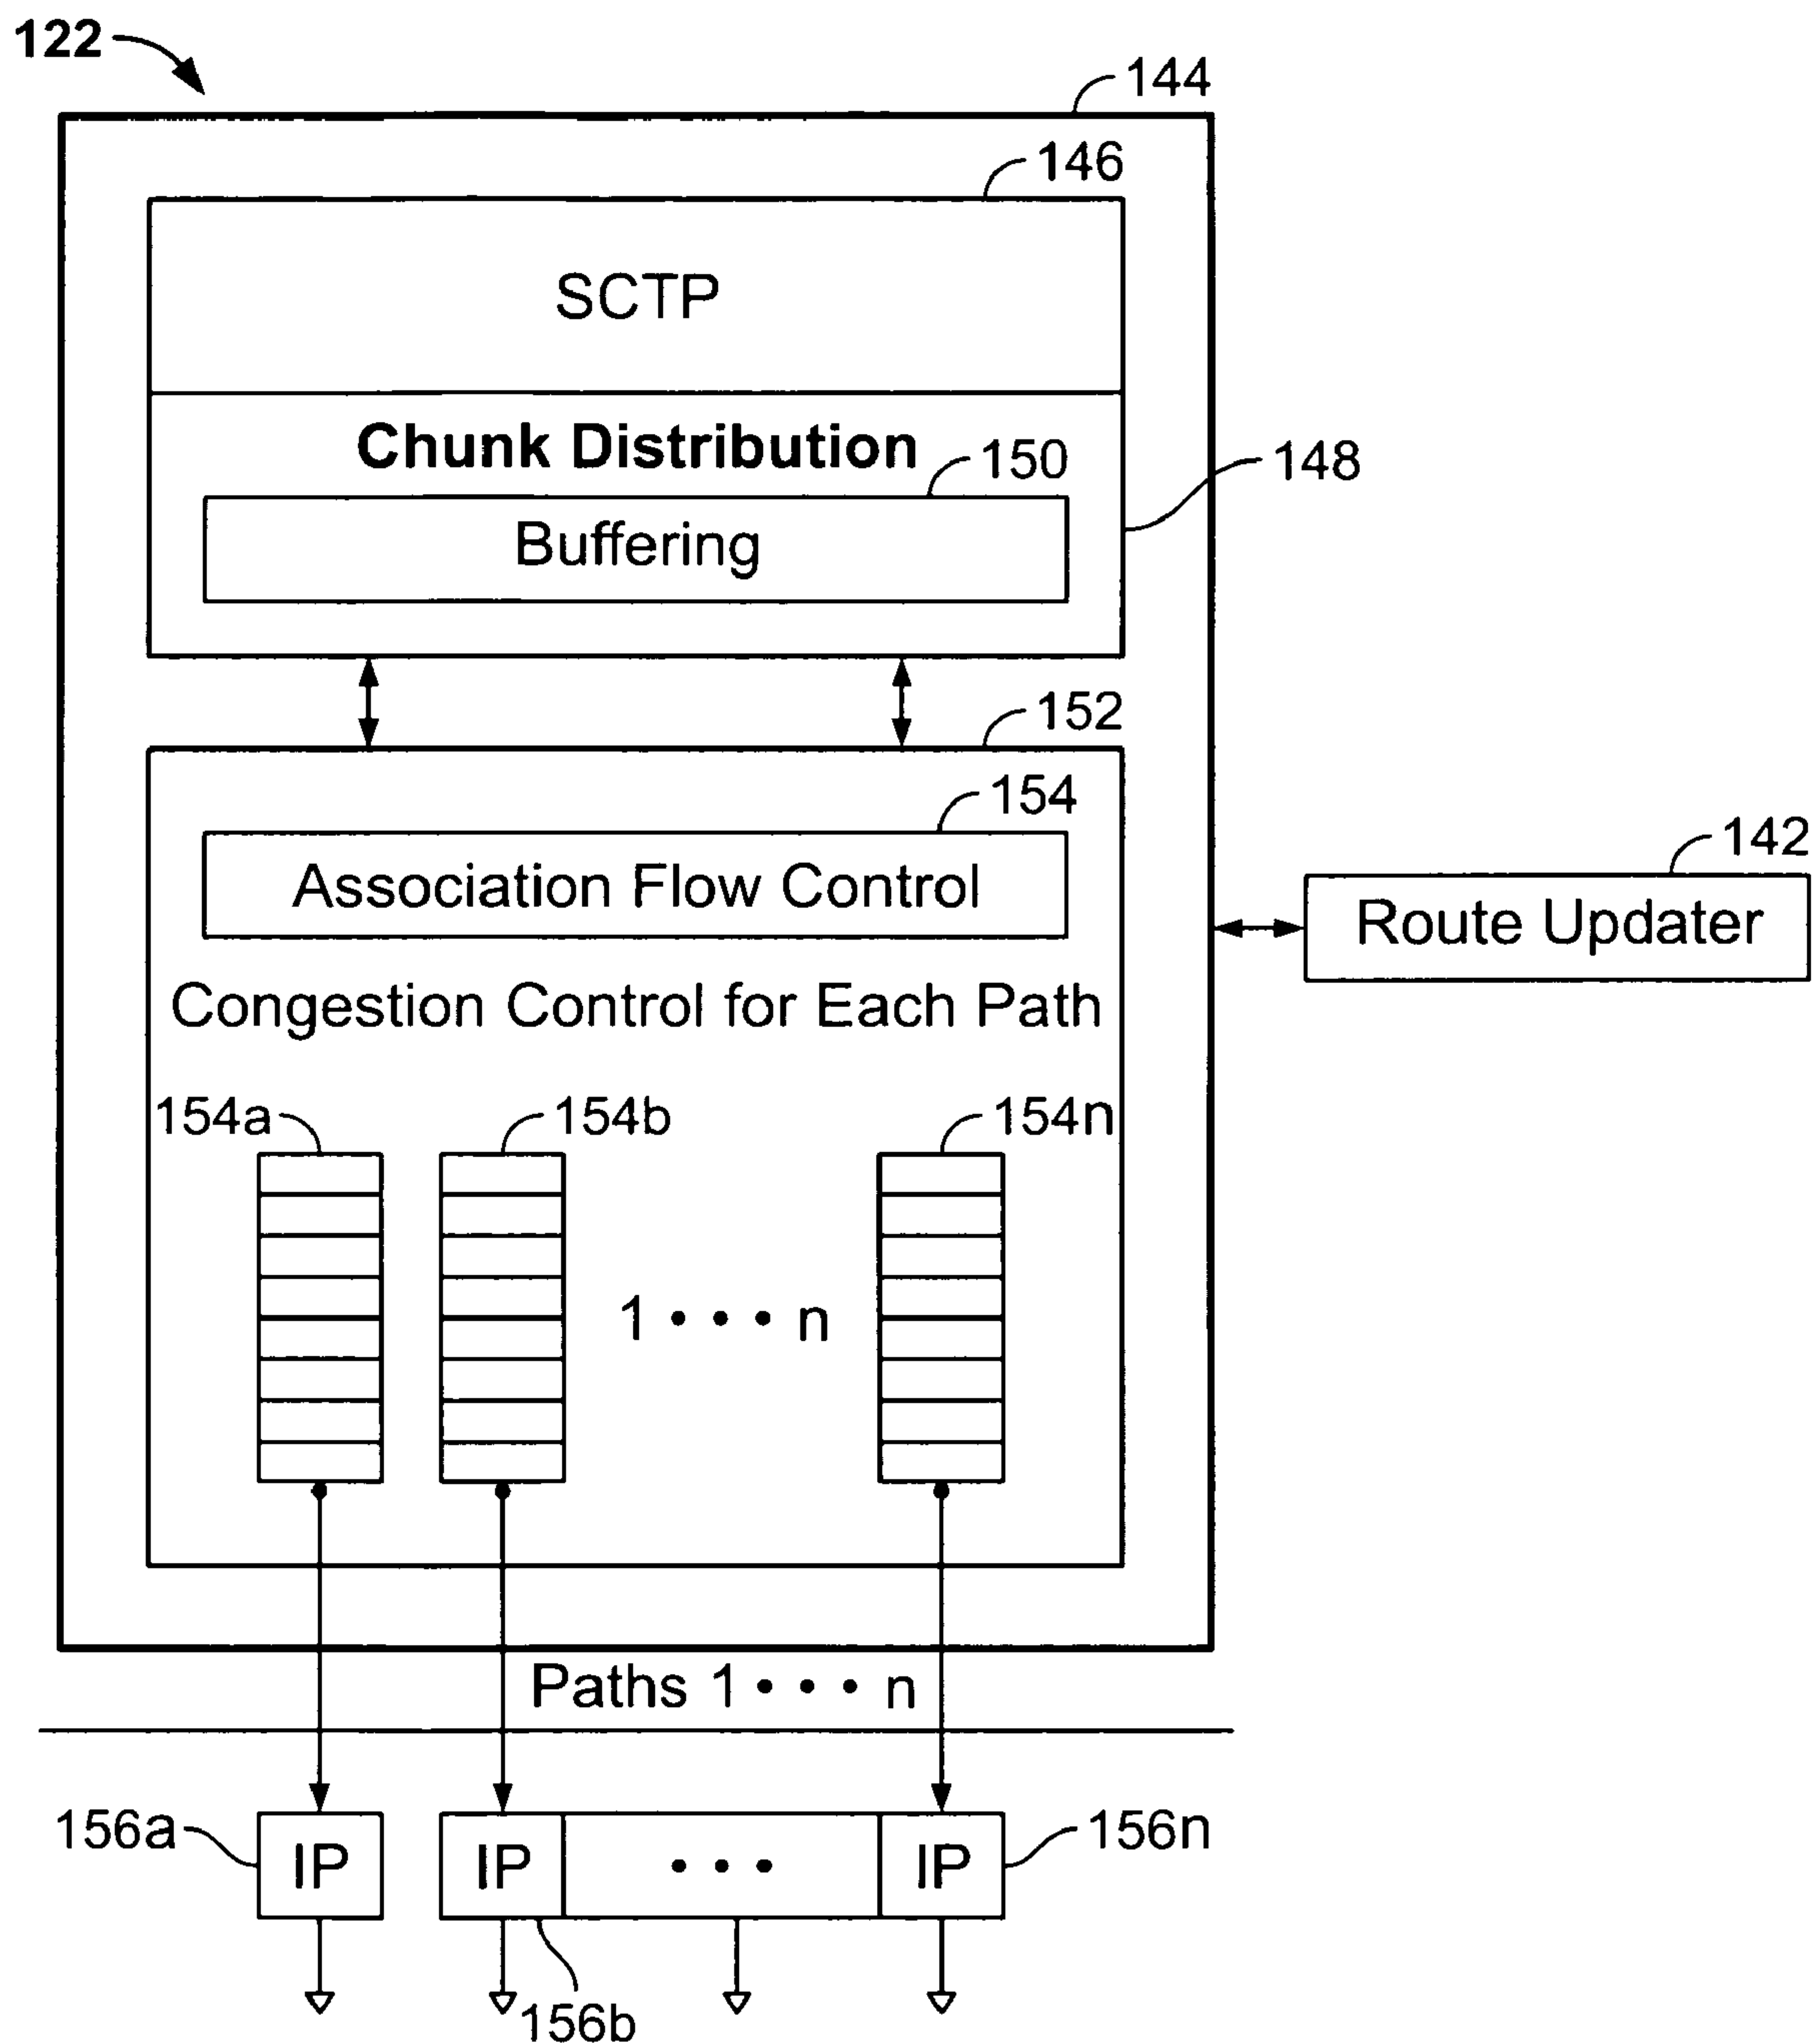 122
144
146
SCTP
Chunk Distribution
150
148
Buffering
152
154
Association Flow Control
142
Route Updater
Congestion Control for Each Path
154a
154b
154n
1 • • • n
Paths 1 • • • n
156a
IP
IP
• • •
IP
156n
156b